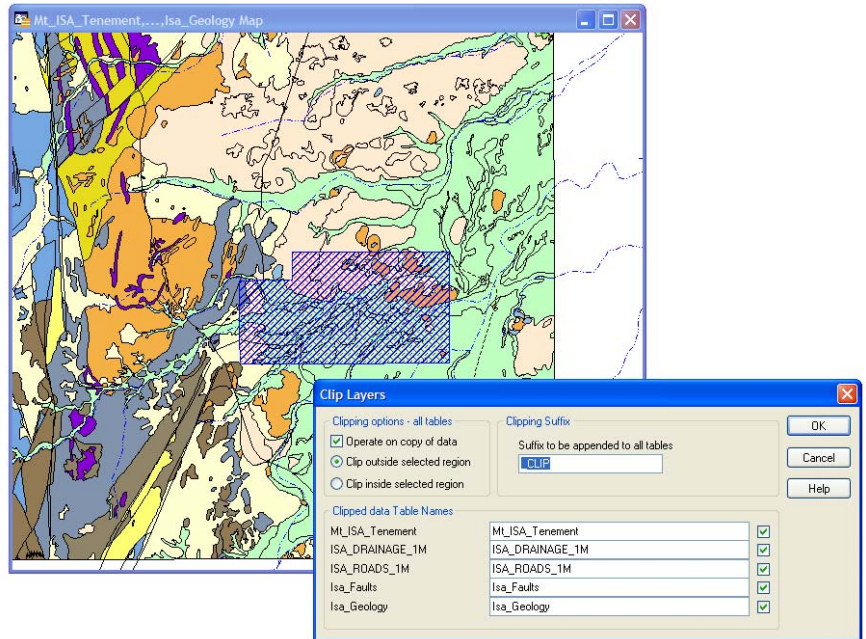 Mt_ISA_Tenement,...,Isa_Geology Map
Clip Layers
Clipping options - all tables
Operate on copy of data
Clip outside selected region
Clip inside selected region
Clipping Suffix
Suffix to be appended to all tables
_CLIP
OK
Cancel
Help
Clipped data Table Names
Mt_ISA_Tenement Mt_ISA_Tenement
ISA_DRAINAGE_1M ISA_DRAINAGE_1M
ISA_ROADS_1M ISA_ROADS_1M
Isa_Faults Isa_Faults
Isa_Geology Isa_Geology